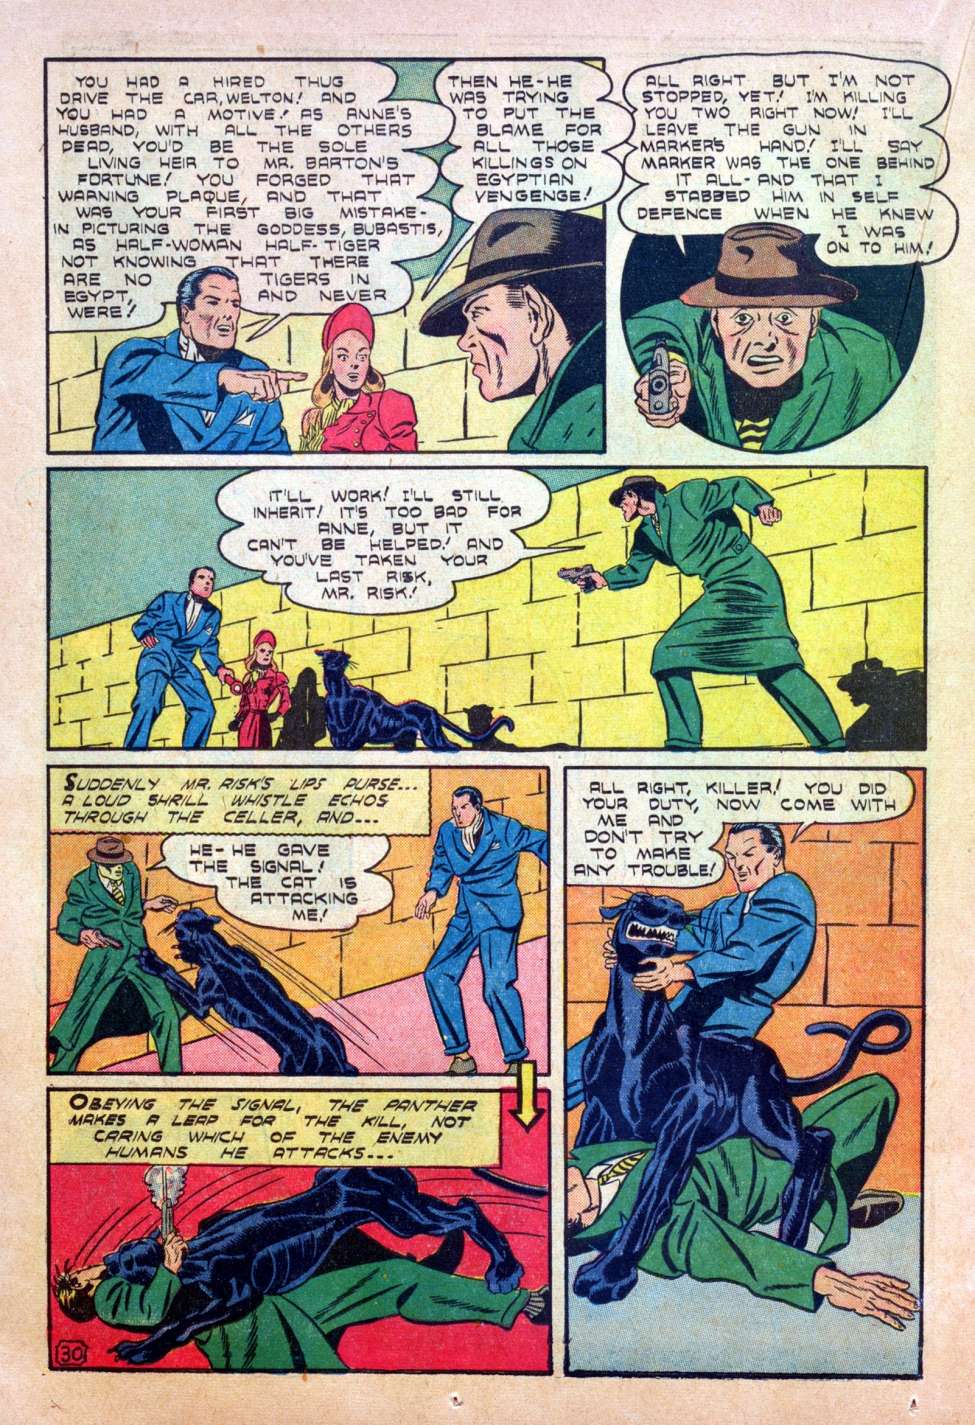 YOU HAD A HIRED THUG
DRIVE THE CAR, WELTON! AND
YOU HAD A MOTIVE! AS ANNE'S
HUSBAND, WITH ALL THE OTHERS
DEAD, YOU'D BE THE SOLE
LIVING HEIR TO MR. BARTON'S
FORTUNE! YOU FORGED THAT
WARNING PLAQUE, AND THAT
WAS YOUR FIRST BIG MISTAKE-
IN PICTURING THE GODDESS, BUBASTIS,
AS HALF-WOMAN HALF-TIGER
NOT KNOWING THAT THERE
ARE NO TIGERS IN
EGYPT, AND NEVER
WERE!
THEN HE-HE
WAS TRYING
TO PUT THE
BLAME FOR
ALL THOSE
KILLINGS ON
EGYPTIAN
VENGENGE!
ALL RIGHT BUT I'M NOT
STOPPED, YET! I'M KILLING
YOU TWO RIGHT NOW! I'LL
LEAVE THE GUN IN
MARKER'S HAND! I'LL SAY
MARKER WAS THE ONE BEHIND
IT ALL-AND THAT I
STABBED HIM IN SELF
DEFENCE WHEN HE KNEW
I WAS
ON TO HIM!
IT'LL WORK! I'LL STILL
INHERIT! IT'S TOO BAD FOR
ANNE, BUT IT
CAN'T BE HELPED! AND
YOU'VE TAKEN YOUR
LAST RISK,
MR. RISK!
SUDDENLY MR. RISK'S LIPS PURSE...
A LOUD SHRILL WHISTLE ECHOS
THROUGH THE CELLER, AND...
HE-HE GAVE
THE SIGNAL!
THE CAT IS
ATTACKING
ME!
OBEYING THE SIGNAL, THE PANTHER
MAKES A LEAP FOR THE KILL, NOT
CARING WHICH OF THE ENEMY
HUMANS HE ATTACKS...
30
ALL RIGHT, KILLER! YOU DID
YOUR DUTY, NOW COME WITH
ME AND
DON'T TRY
TO MAKE
ANY TROUBLE!